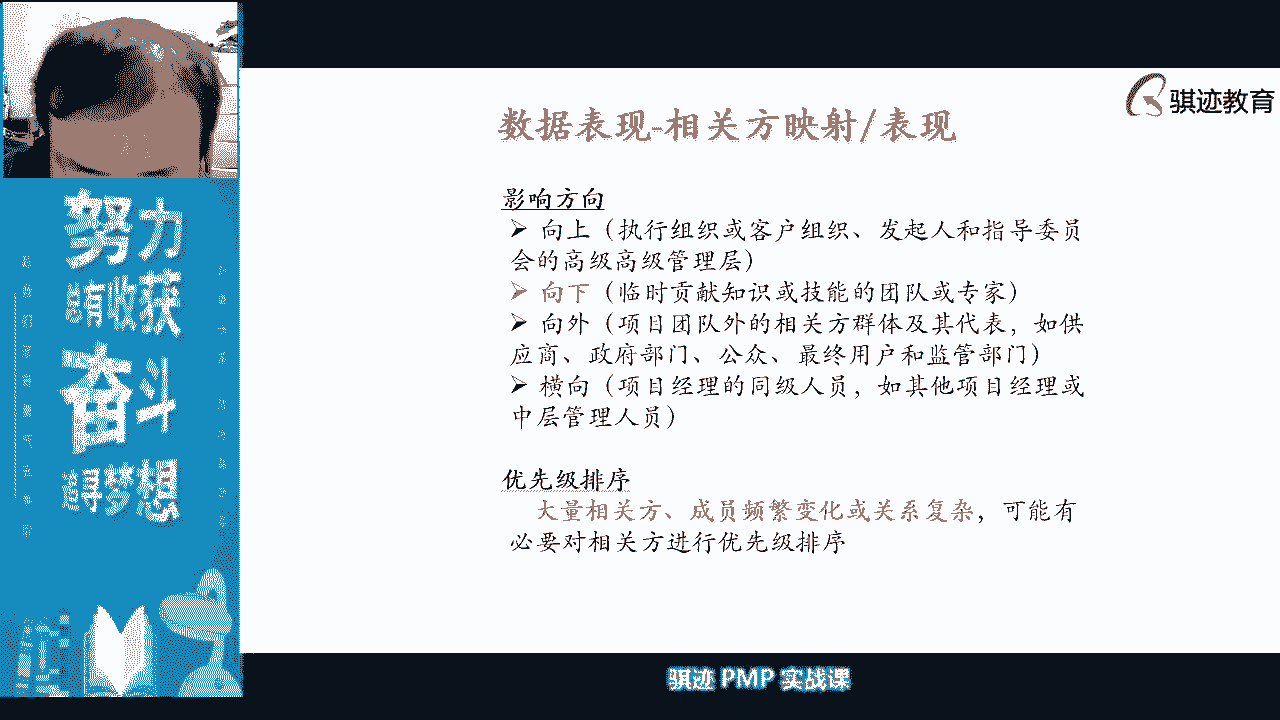 骐迹教育
数据表现-相关方映射/表现
影响方向
➢ 向上（执行组织或客户组织、发起人和指导委员
会的高级高级管理层）
➢ 向下（临时贡献知识或技能的团队或专家）
➢ 向外（项目团队外的相关方群体及其代表，如供
应商、政府部门、公众、最终用户和监管部门）
➢ 横向（项目经理的同级人员，如其他项目经理或
中层管理人员）
优先级排序
大量相关方、成员频繁变化或关系复杂，可能有
必要对相关方进行优先级排序
努力
总有收获
奋斗
追寻梦想
骐迹 PMP 实战课